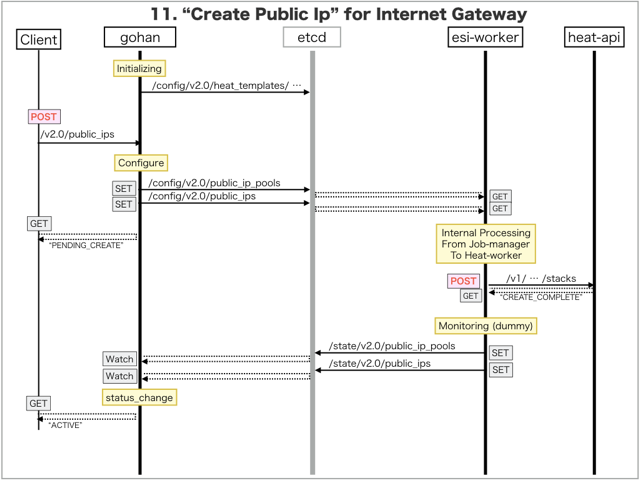 11. “Create Public Ip” for Internet Gateway
Client
gohan
etcd
esi-worker
heat-api
Initializing
/config/v2.0/heat_templates/ …
POST
/v2.0/public_ips
Configure
SET
/config/v2.0/public_ip_pools
SET
/config/v2.0/public_ips
GET
GET
GET
“PENDING_CREATE”
Internal Processing
From Job-manager
To Heat-worker
POST
/v1/ … /stacks
GET
“CREATE_COMPLETE”
Monitoring (dummy)
/state/v2.0/public_ip_pools
SET
Watch
/state/v2.0/public_ips
SET
Watch
status_change
GET
“ACTIVE”